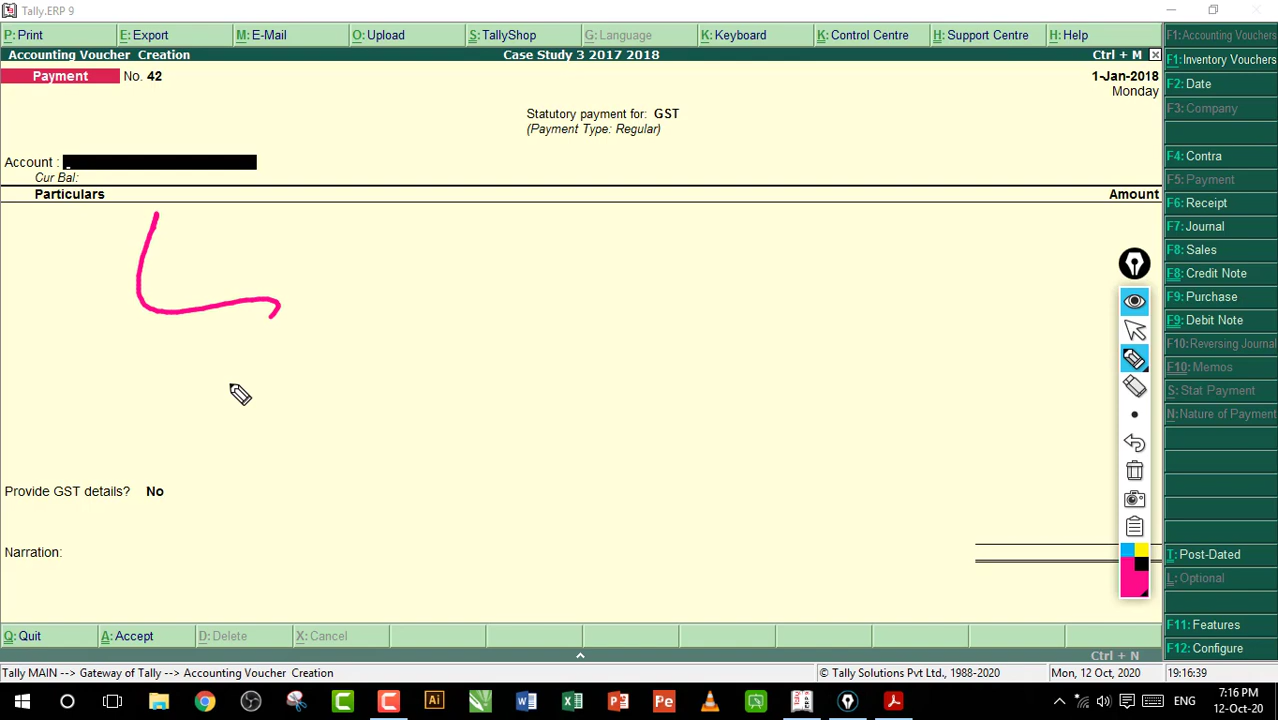 Tally.ERP 9
P: Print E: Export M: E-Mail O: Upload S: TallyShop G: Language K: Keyboard K: Control Centre H: Support Centre H: Help
Accounting Voucher Creation Case Study 3 2017 2018 Ctrl + M
Payment No. 42 1-Jan-2018
Monday
Statutory payment for: GST
(Payment Type: Regular)
Account :
Cur Bal:
Particulars Amount
Provide GST details? No
Narration:
F1: Accounting Vouchers
F1: Inventory Vouchers
F2: Date
F3: Company
F4: Contra
F5: Payment
F6: Receipt
F7: Journal
F8: Sales
F8: Credit Note
F9: Purchase
F9: Debit Note
F10: Reversing Journal
F10: Memos
S: Stat Payment
N: Nature of Payment
T: Post-Dated
L: Optional
F11: Features
F12: Configure
Q: Quit A: Accept D: Delete X: Cancel
Ctrl + N
Tally MAIN --> Gateway of Tally --> Accounting Voucher Creation © Tally Solutions Pvt Ltd., 1988-2020 Mon, 12 Oct, 2020 19:16:39
ENG 7:16 PM
12-Oct-20